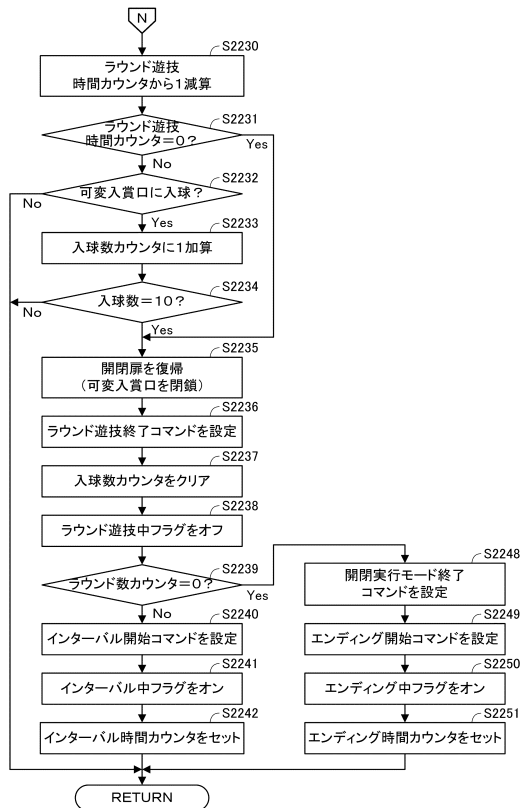 N
S2230
ラウンド遊技
時間カウンタから1減算
S2231
ラウンド遊技
時間カウンタ=0?
Yes
No
S2232
可変入賞口に入球?
No
Yes
S2233
入球数カウンタに1加算
S2234
入球数=10?
No
Yes
S2235
開閉扉を復帰
(可変入賞口を閉鎖)
S2236
ラウンド遊技終了コマンドを設定
S2237
入球数カウンタをクリア
S2238
ラウンド遊技中フラグをオフ
S2239
ラウンド数カウンタ=0?
Yes
No
S2240
インターバル開始コマンドを設定
S2241
インターバル中フラグをオン
S2242
インターバル時間カウンタをセット
S2248
開閉実行モード終了
コマンドを設定
S2249
エンディング開始コマンドを設定
S2250
エンディング中フラグをオン
S2251
エンディング時間カウンタをセット
RETURN